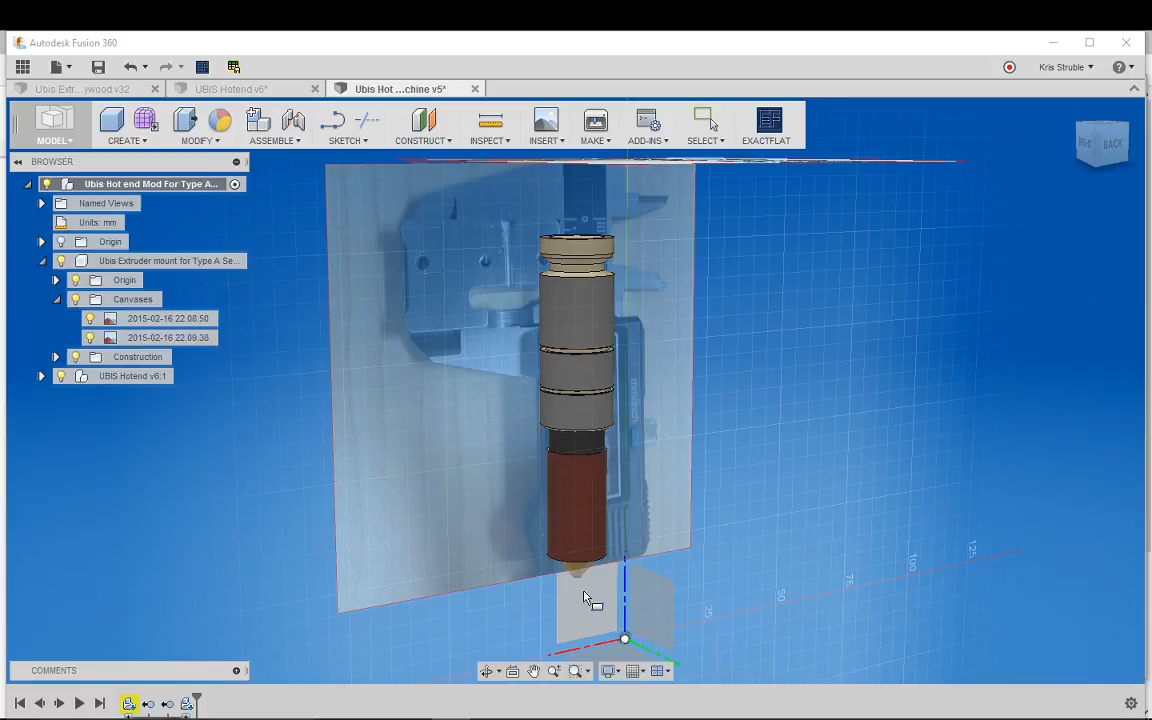 Autodesk Fusion 360
Kris Struble
Ubis Extr...ywood v32
UBIS Hotend v6*
Ubis Hot ...chine v5*
MODEL
CREATE
MODIFY
ASSEMBLE
SKETCH
CONSTRUCT
INSPECT
INSERT
MAKE
ADD-INS
SELECT
EXACTFLAT
BROWSER
BACK
Ubis Hot end Mod For Type A...
Named Views
Units: mm
Origin
Ubis Extruder mount for Type A Se...
Origin
Canvases
2015-02-16 22.08.50
2015-02-16 22.09.38
Construction
UBIS Hotend v6:1
125
100
75
50
25
COMMENTS